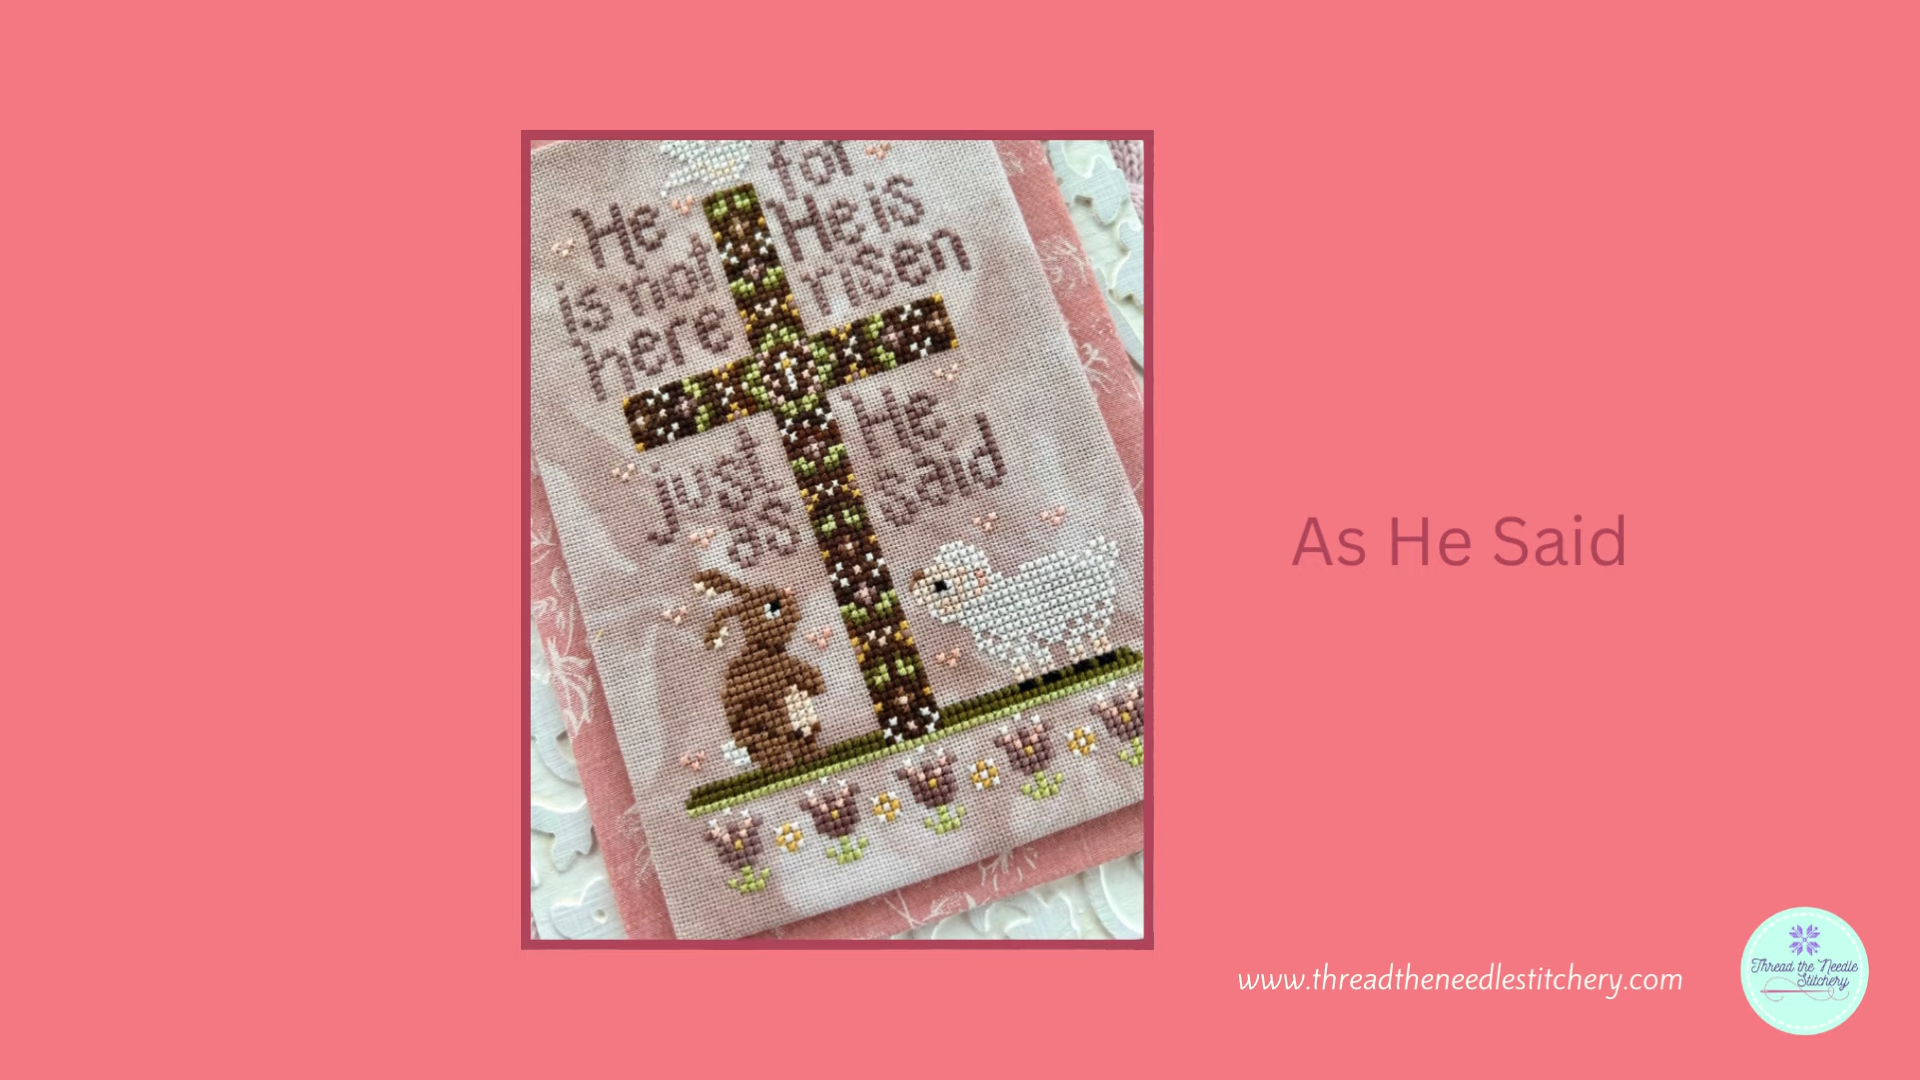 He
is not
here
for
He is
risen
just
as
He
said
As He Said
www.threadtheneedlestitchery.com
Thread the Needle
Stitchery